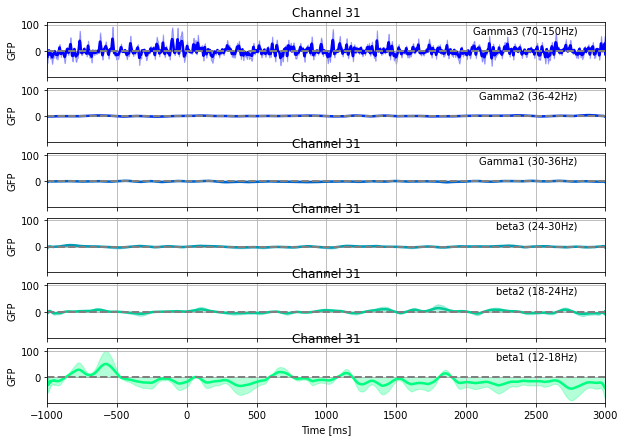 Channel 31
Gamma3 (70-150Hz)
100
0
GFP
Channel 31
Gamma2 (36-42Hz)
100
0
GFP
Channel 31
Gamma1 (30-36Hz)
100
0
GFP
Channel 31
beta3 (24-30Hz)
100
0
GFP
Channel 31
beta2 (18-24Hz)
100
0
GFP
Channel 31
beta1 (12-18Hz)
100
0
GFP
−1000 −500 0 500 1000 1500 2000 2500 3000
Time [ms]